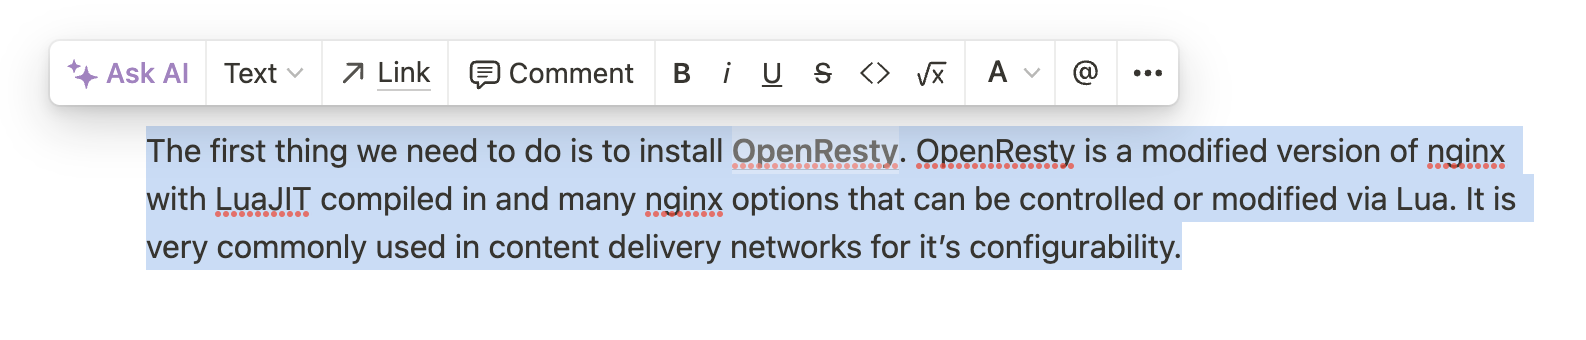 Ask AI Text Link Comment B i U S <> √x A @ •••
The first thing we need to do is to install OpenResty. OpenResty is a modified version of nginx
with LuaJIT compiled in and many nginx options that can be controlled or modified via Lua. It is
very commonly used in content delivery networks for it’s configurability.